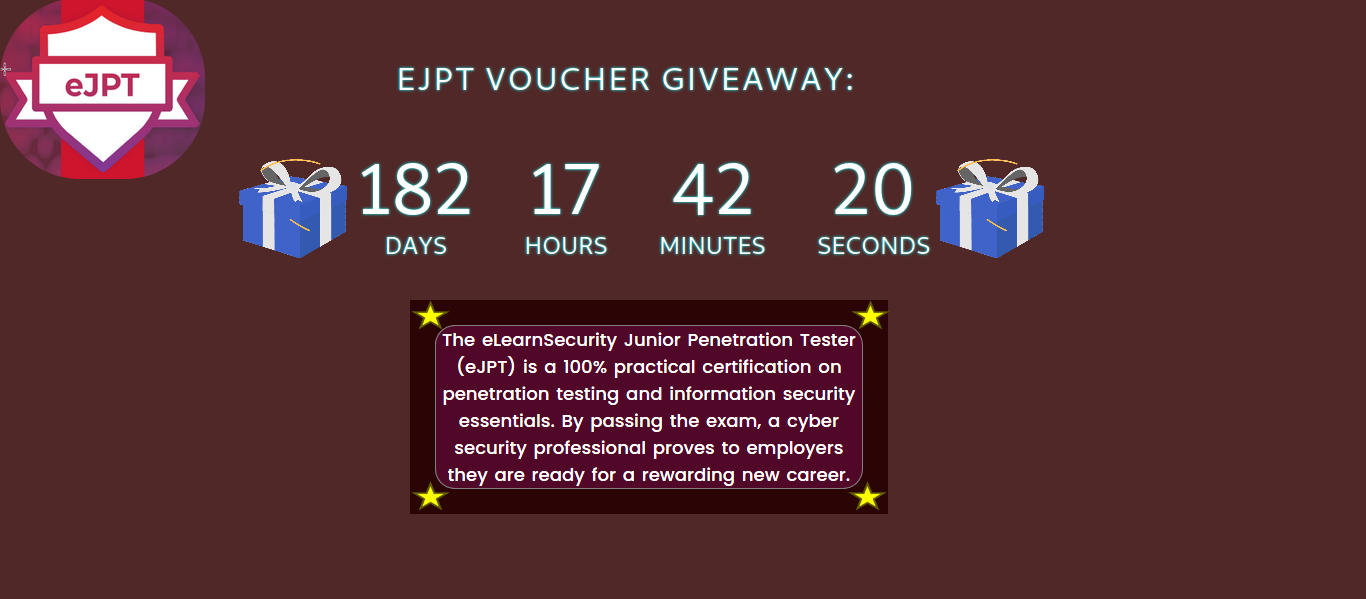 eJPT
EJPT VOUCHER GIVEAWAY:
182 17 42 20
DAYS HOURS MINUTES SECONDS
The eLearnSecurity Junior Penetration Tester
(eJPT) is a 100% practical certification on
penetration testing and information security
essentials. By passing the exam, a cyber
security professional proves to employers
they are ready for a rewarding new career.